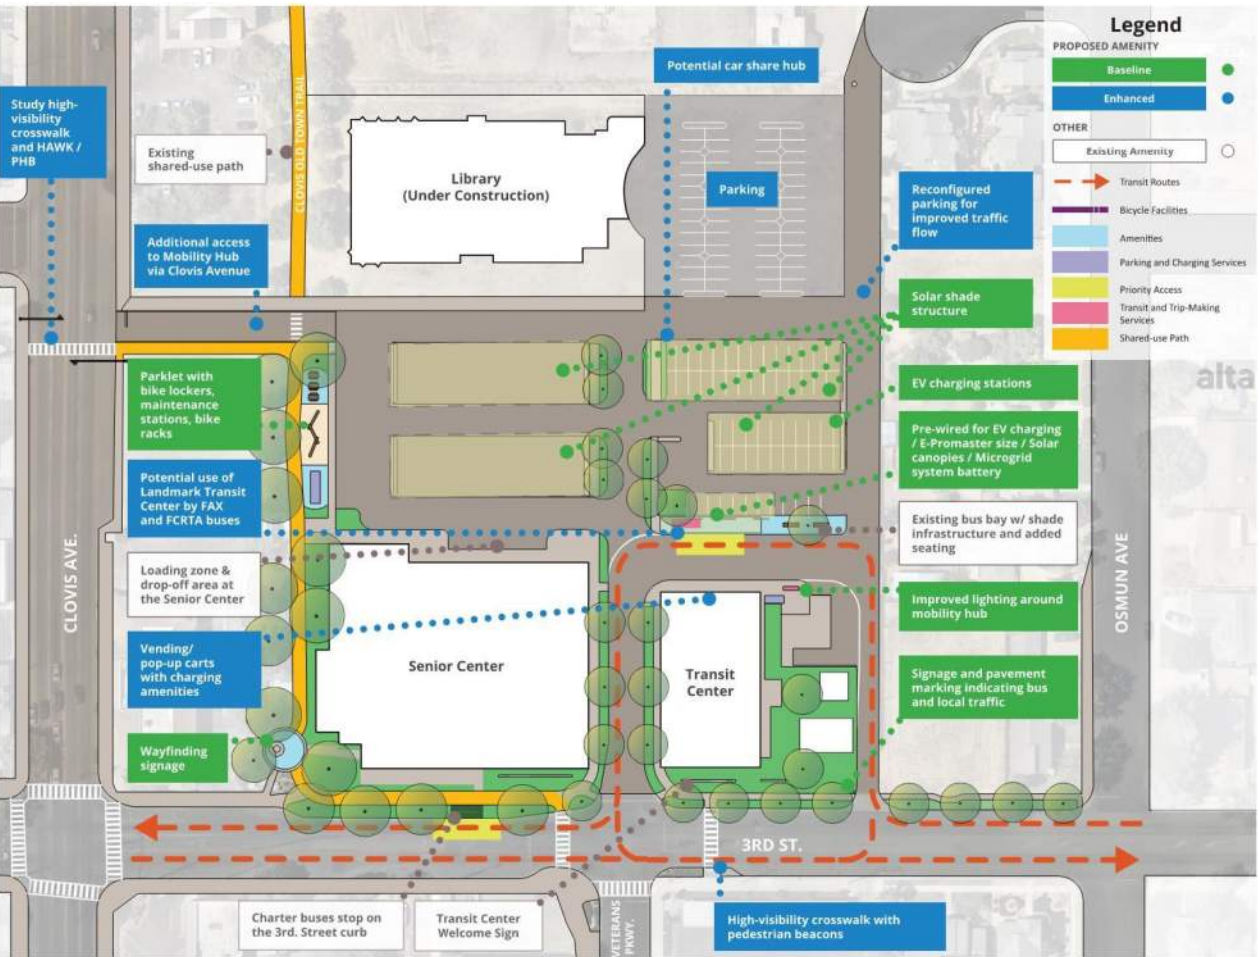 Legend
PROPOSED AMENITY
Baseline
Enhanced
OTHER
Existing Amenity
Transit Routes
Bicycle Facilities
Amenities
Parking and Charging Services
Priority Access
Transit and Trip-Making
Services
Shared-use Path
alta
Potential car share hub
Study high-
visibility
crosswalk
and HAWK /
PHB
Existing
shared-use path
CLOVIS OLD TOWN TRAIL
Library
(Under Construction)
Parking
Reconfigured
parking for
improved traffic
flow
Additional access
to Mobility Hub
via Clovis Avenue
Solar shade
structure
Parklet with
bike lockers,
maintenance
stations, bike
racks
EV charging stations
Pre-wired for EV charging
/ E-Promaster size / Solar
canopies / Microgrid
system battery
Potential use of
Landmark Transit
Center by FAX
and FCRTA buses
Existing bus bay w/ shade
infrastructure and added
seating
CLOVIS AVE.
Loading zone &
drop-off area at
the Senior Center
OSMUN AVE
Improved lighting around
mobility hub
Vending/
pop-up carts
with charging
amenities
Senior Center
Transit
Center
Signage and pavement
marking indicating bus
and local traffic
Wayfinding
signage
3RD ST.
Charter buses stop on
the 3rd. Street curb
Transit Center
Welcome Sign
VETERANS
PKWY.
High-visibility crosswalk with
pedestrian beacons